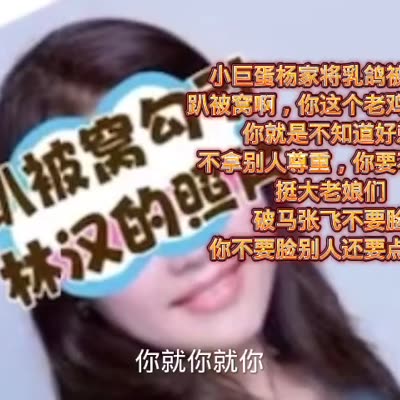 小巨蛋杨家将乳鸽被
趴被窝啊，你这个老鸡
你就是不知道好
不拿别人尊重，你要
挺大老娘们
破马张飞不要脸
你不要脸别人还要点
趴被窝勾
林汉的照片
你就你就你